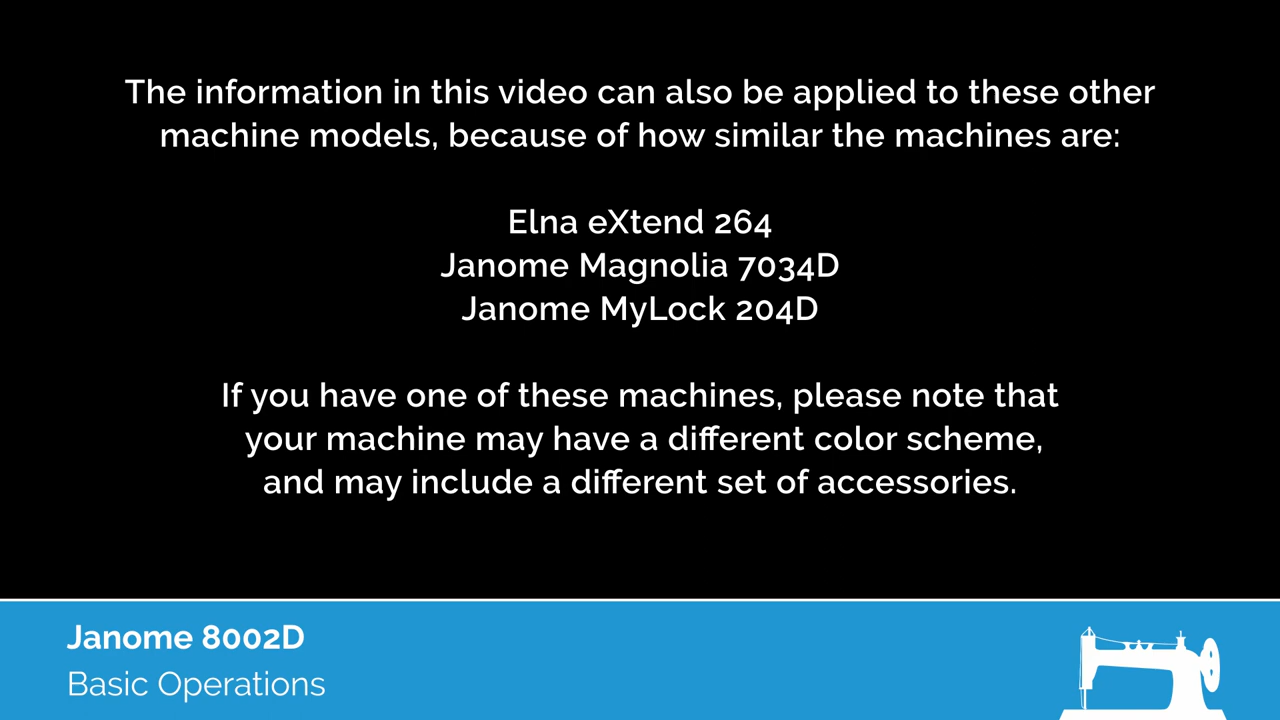 The information in this video can also be applied to these other
machine models, because of how similar the machines are:
Elna eXtend 264
Janome Magnolia 7034D
Janome MyLock 204D
If you have one of these machines, please note that
your machine may have a different color scheme,
and may include a different set of accessories.
Janome 8002D
Basic Operations